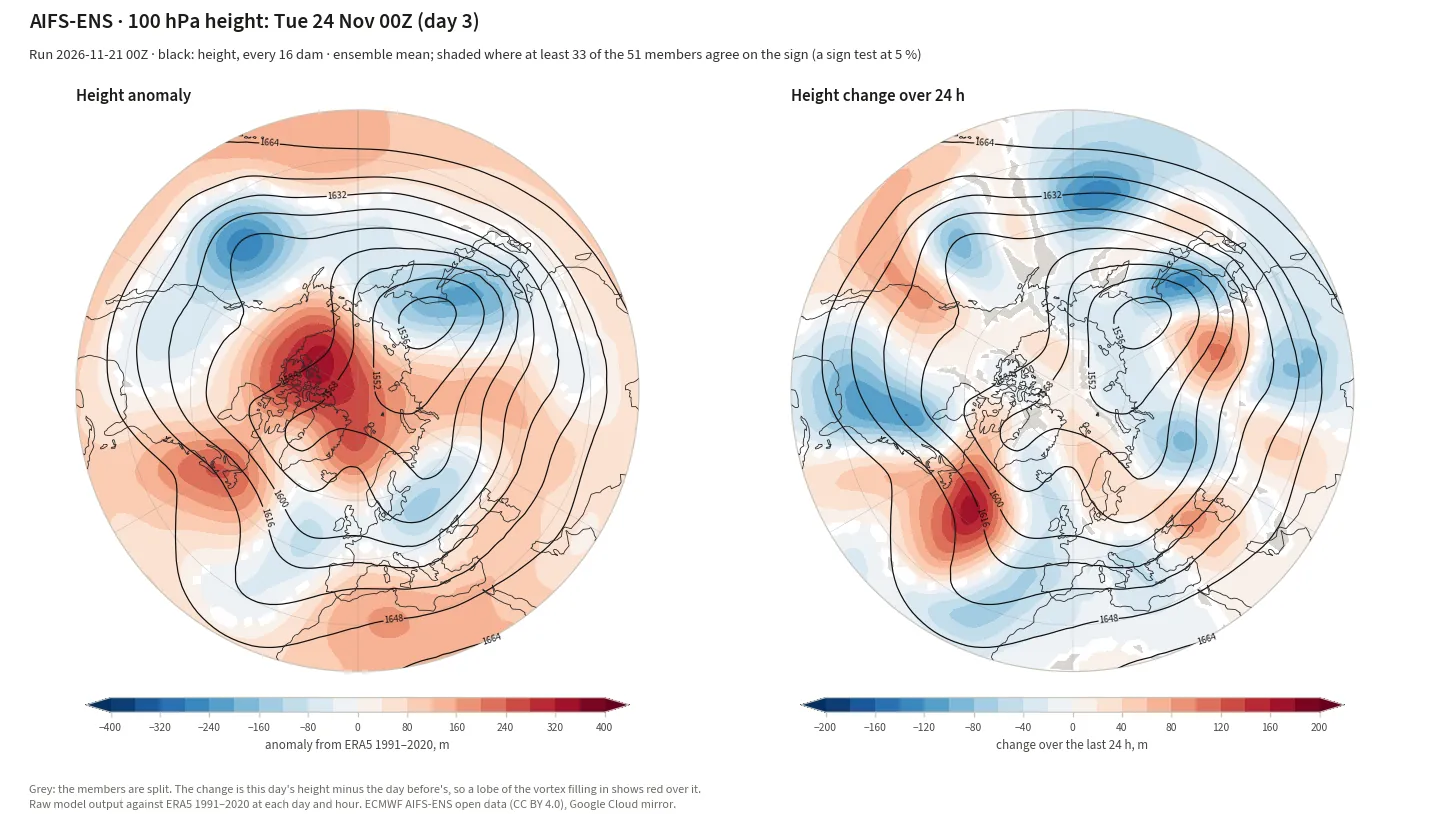 AIFS-ENS · 100 hPa height: Tue 24 Nov 00Z (day 3)
Run 2026-11-21 00Z · black: height, every 16 dam · ensemble mean; shaded where at least 33 of the 51 members agree on the sign (a sign test at 5 %)
Height anomaly
Height change over 24 h
1664
1632
1536
1552
1568
1600
1616
1648
1664
1664
1632
1536
1552
1600
1616
1648
1664
−400 −320 −240 −160 −80 0 80 160 240 320 400
anomaly from ERA5 1991–2020, m
−200 −160 −120 −80 −40 0 40 80 120 160 200
change over the last 24 h, m
Grey: the members are split. The change is this day's height minus the day before's, so a lobe of the vortex filling in shows red over it.
Raw model output against ERA5 1991–2020 at each day and hour. ECMWF AIFS-ENS open data (CC BY 4.0), Google Cloud mirror.